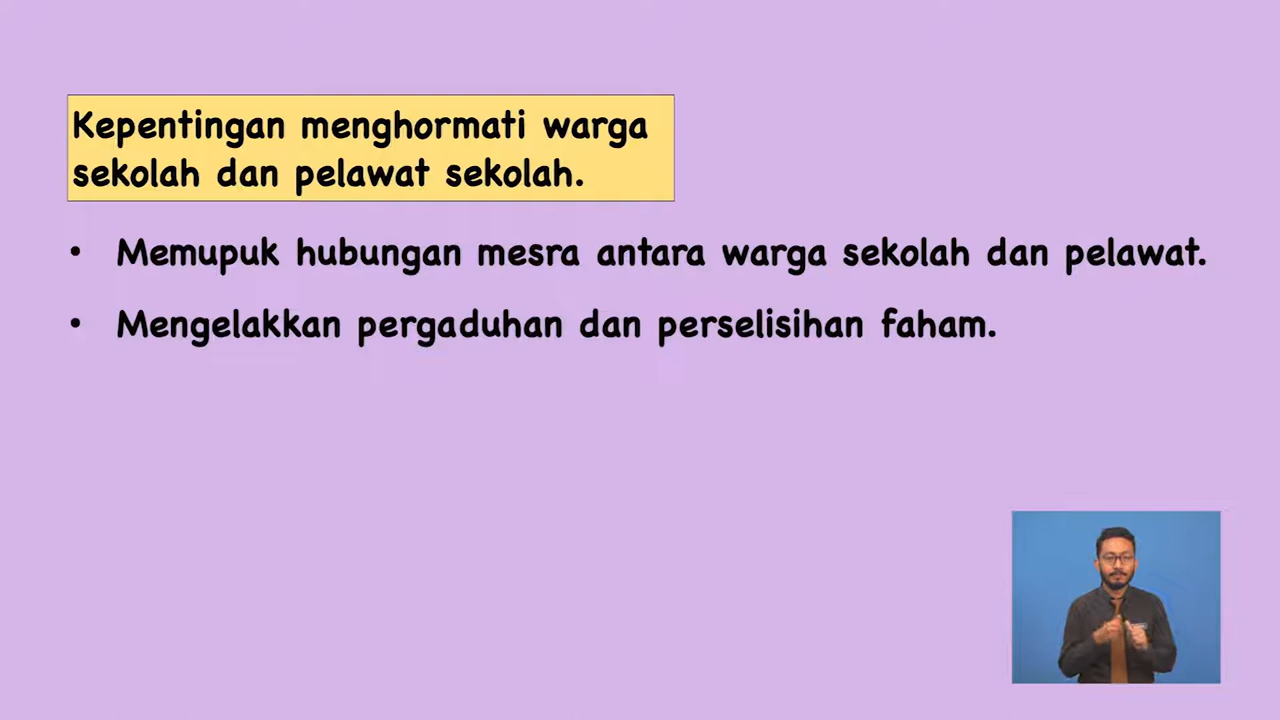 Kepentingan menghormati warga
sekolah dan pelawat sekolah.
• Memupuk hubungan mesra antara warga sekolah dan pelawat.
• Mengelakkan pergaduhan dan perselisihan faham.